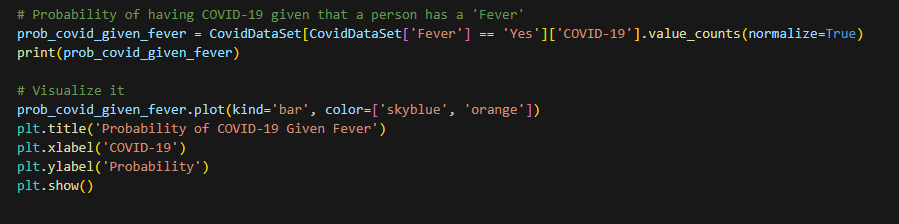 # Probability of having COVID-19 given that a person has a 'Fever'
prob_covid_given_fever = CovidDataSet[CovidDataSet['Fever'] == 'Yes']['COVID-19'].value_counts(normalize=True)
print(prob_covid_given_fever)
# Visualize it
prob_covid_given_fever.plot(kind='bar', color=['skyblue', 'orange'])
plt.title('Probability of COVID-19 Given Fever')
plt.xlabel('COVID-19')
plt.ylabel('Probability')
plt.show()